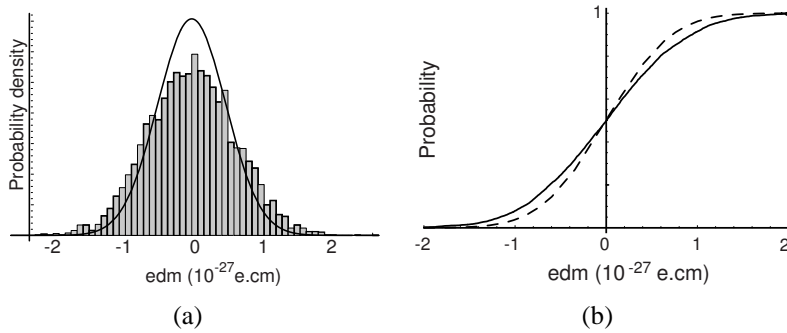 Probability density
-2 -1 0 1 2
edm (10⁻²⁷ e.cm)
(a)
Probability
1
-2 -1 0 1 2
edm (10⁻²⁷ e.cm)
(b)